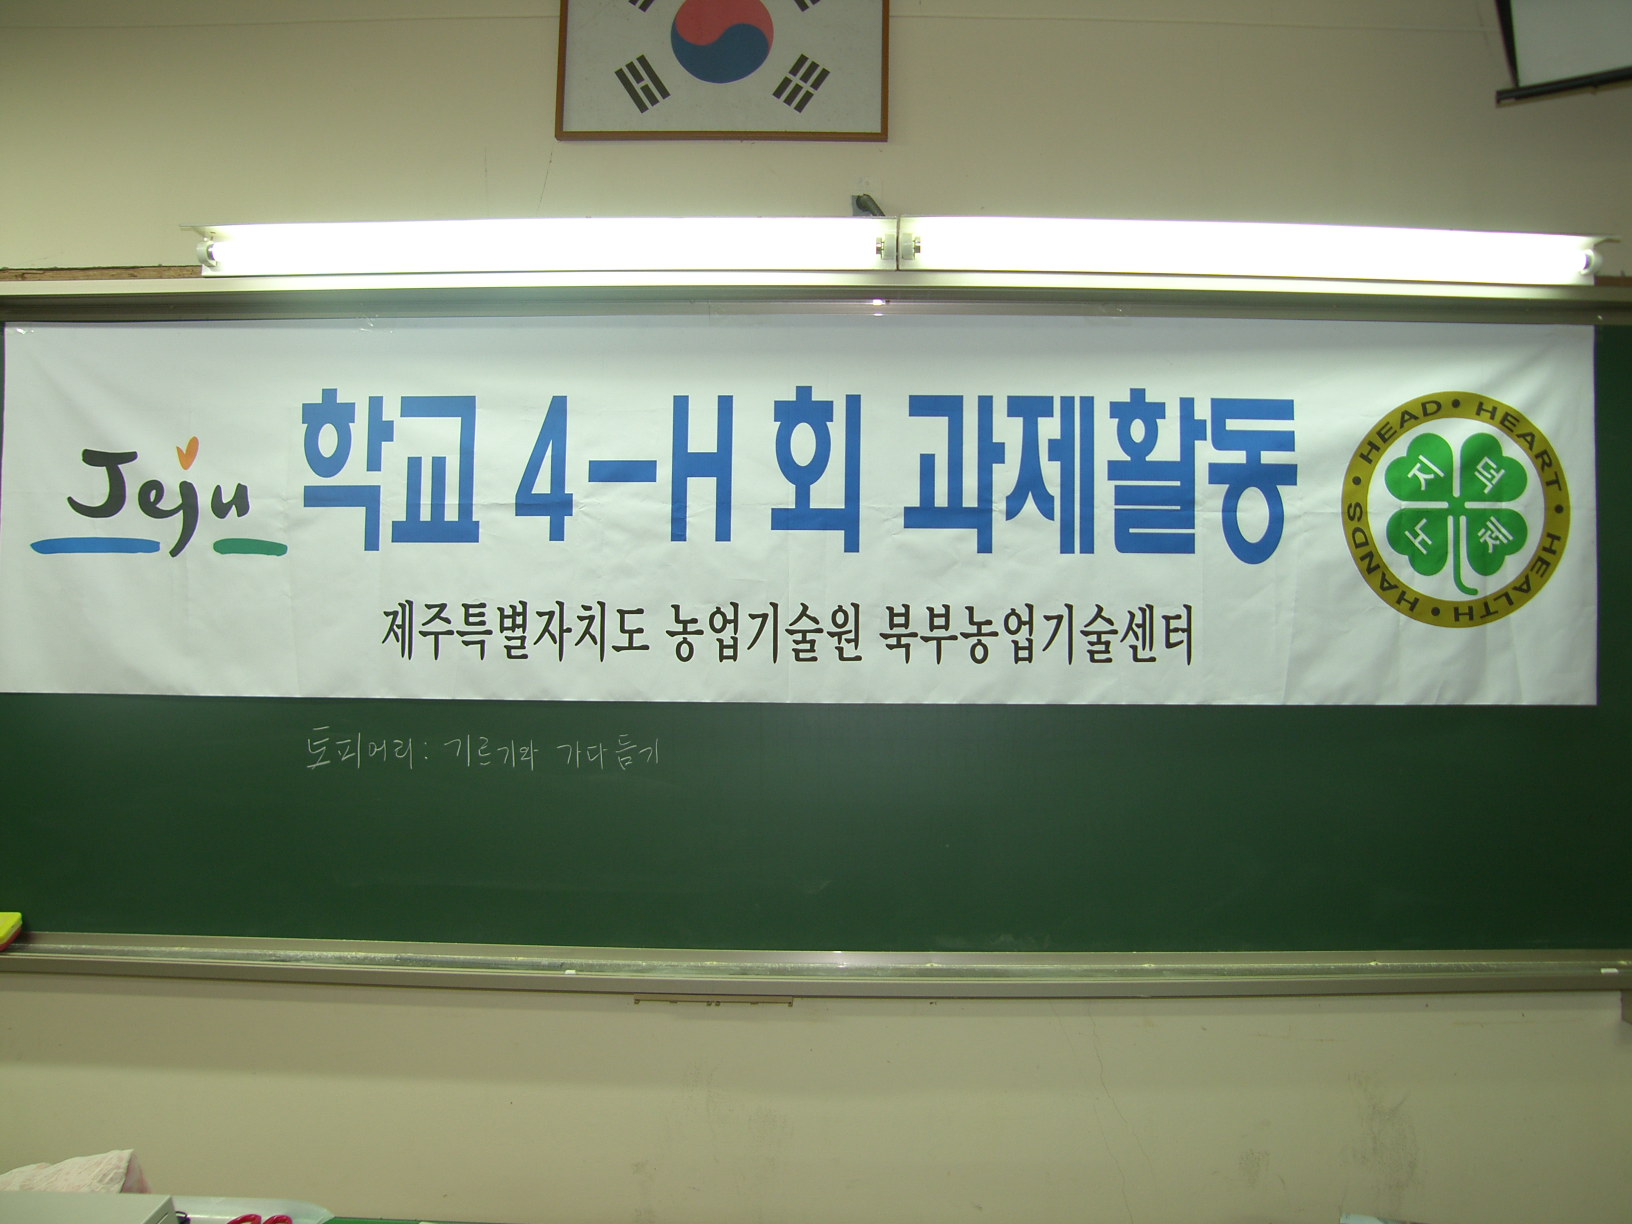 Jeju
학교 4-H회 과제활동
제주특별자치도 농업기술원 북부농업기술센터
HEAD • HEART • HEALTH • HANDS •
지 덕
노 체
토피어리: 기르기와 가다듬기